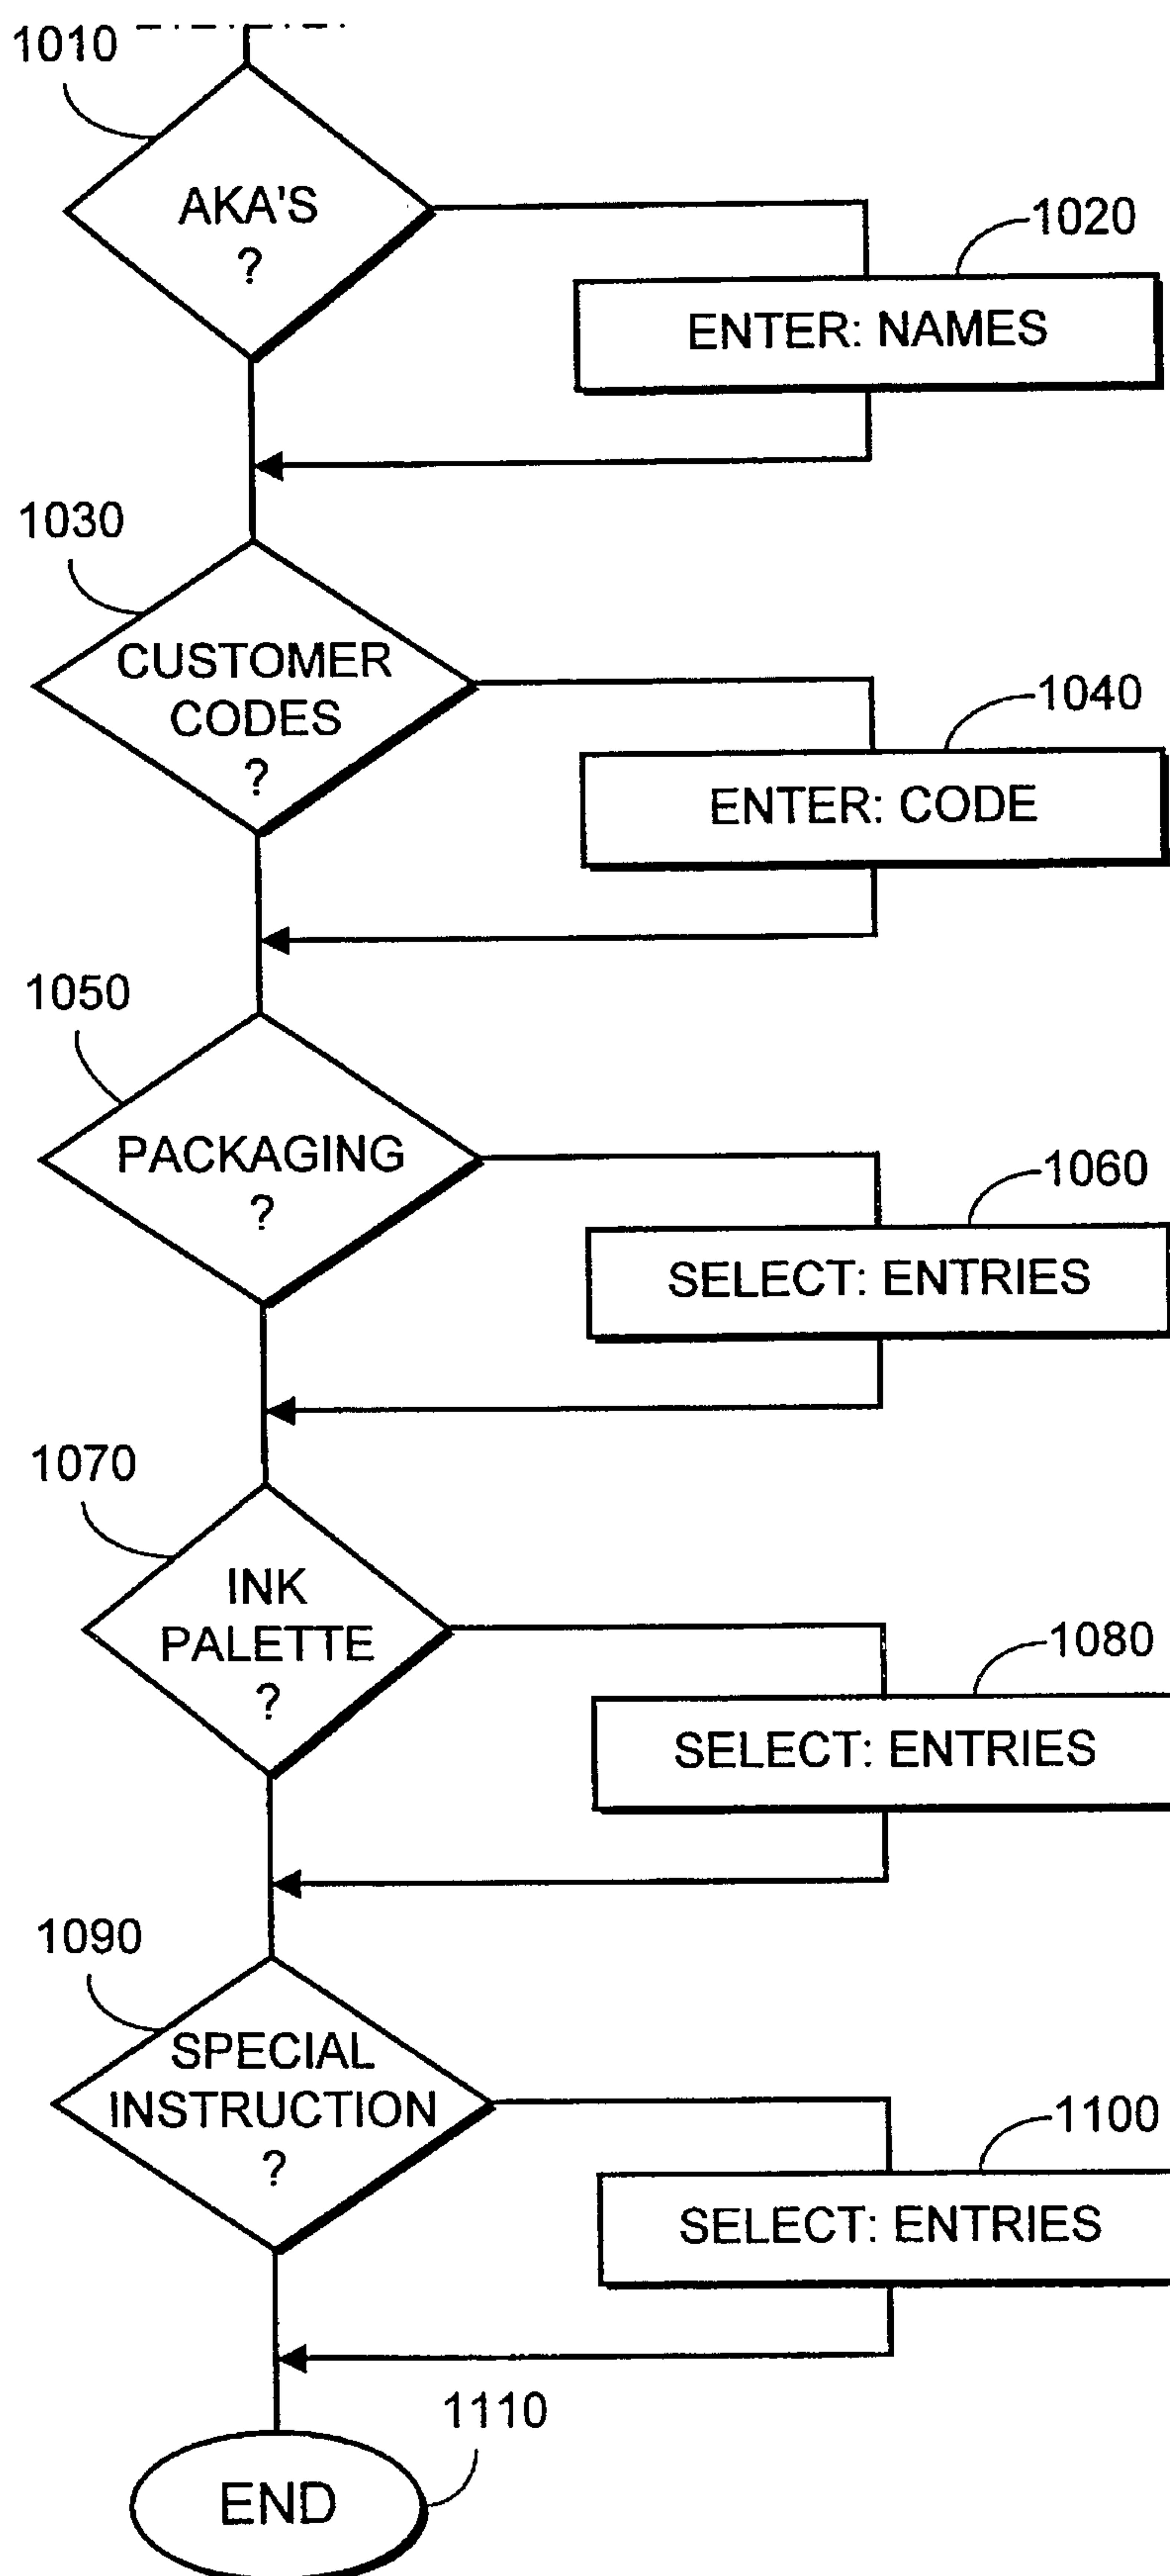 1010
AKA'S
?
1020
ENTER: NAMES
1030
CUSTOMER
CODES
?
1040
ENTER: CODE
1050
PACKAGING
?
1060
SELECT: ENTRIES
1070
INK
PALETTE
?
1080
SELECT: ENTRIES
1090
SPECIAL
INSTRUCTION
?
1100
SELECT: ENTRIES
1110
END